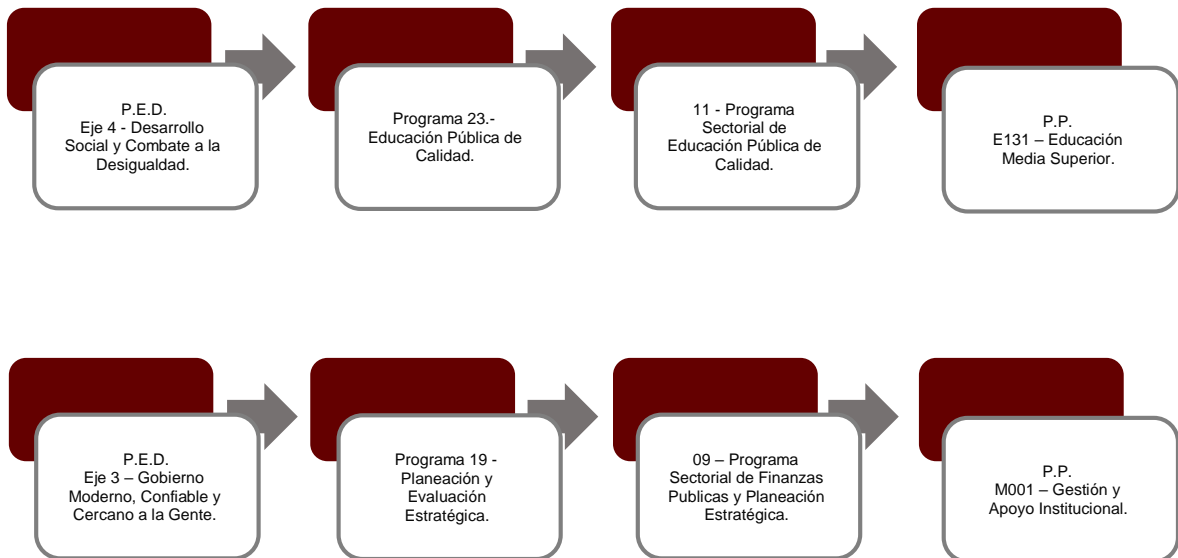 P.E.D.
Eje 4 - Desarrollo
Social y Combate a la
Desigualdad.
Programa 23.-
Educación Pública de
Calidad.
11 - Programa
Sectorial de
Educación Pública de
Calidad.
P.P.
E131 – Educación
Media Superior.
P.E.D.
Eje 3 – Gobierno
Moderno, Confiable y
Cercano a la Gente.
Programa 19 -
Planeación y
Evaluación
Estratégica.
09 – Programa
Sectorial de Finanzas
Publicas y Planeación
Estratégica.
P.P.
M001 – Gestión y
Apoyo Institucional.